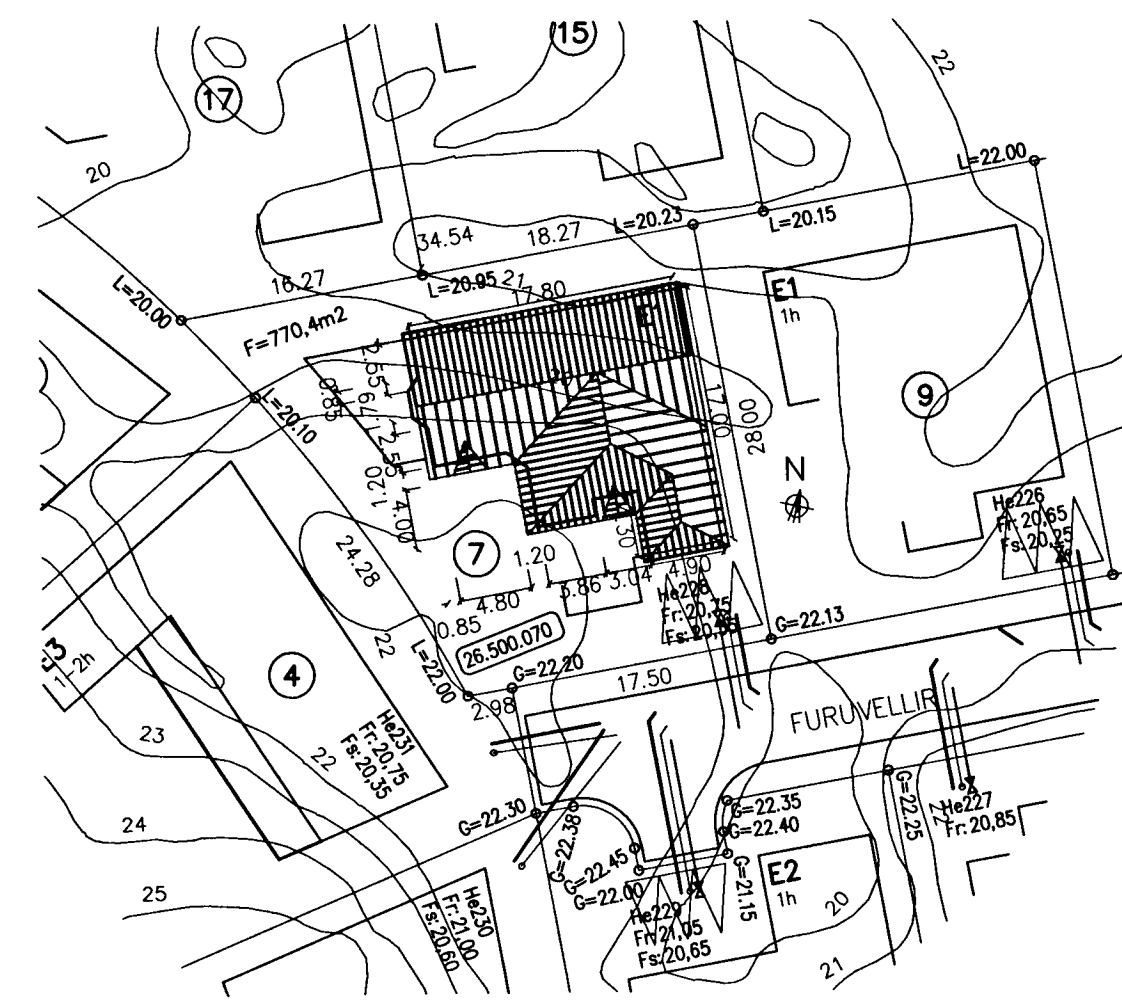 15
22
17
20
L=22.00
34.54
18.27
L=20.23
L=20.15
16.27
L=20.95
21
17.80
L=20.00
F=770,4m2
E1
1h
2.55
0.85
1.79
9
L=20.10
17.00
28.00
2.55
1.20
4.00
N
He226
Fr: 20,65
Fs: 20,25
7
1.20
24.28
3.86
3.04
4.90
4.80
0.85
He228
Fr: 20,75
26.500.070
G=22.13
22
L=22.00
G=22.20
17.50
2.98
4
-2h
23
22
He231
Fr: 20,75
Fs: 20,35
FURUVELLIR
G=22.30
G=22.38
G=22.35
G=22.40
G=22.25
22
He227
Fr: 20,85
24
G=22.45
G=22.00
G=21.15
E2
1h
25
He230
Fr: 21,00
Fs: 20,60
He229
Fr: 21,05
Fs: 20,65
20
21